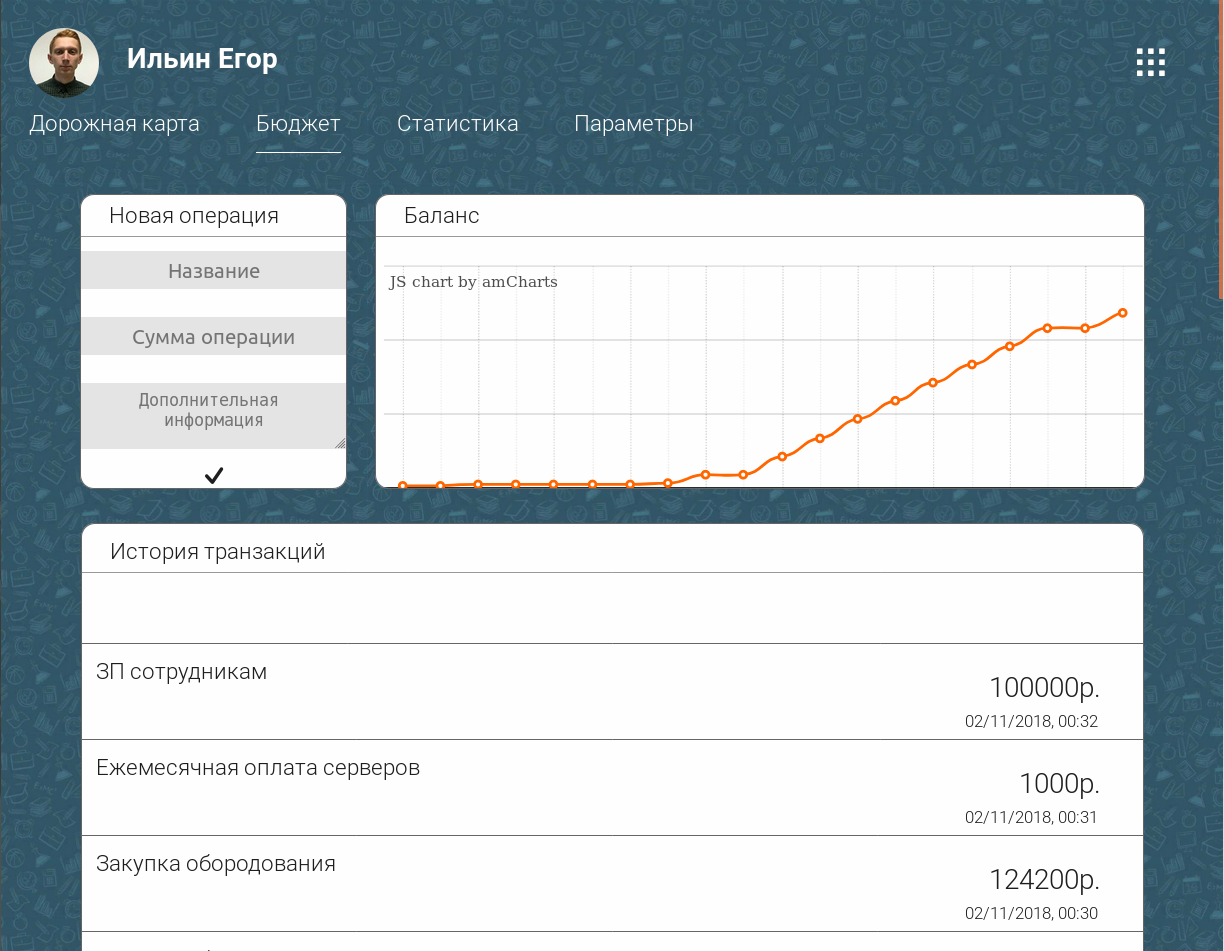 Ильин Егор
Дорожная карта Бюджет Статистика Параметры
Новая операция
Название
Сумма операции
Дополнительная
информация
Баланс
JS chart by amCharts
История транзакций
ЗП сотрудникам
100000р.
02/11/2018, 00:32
Ежемесячная оплата серверов
1000р.
02/11/2018, 00:31
Закупка обородования
124200р.
02/11/2018, 00:30